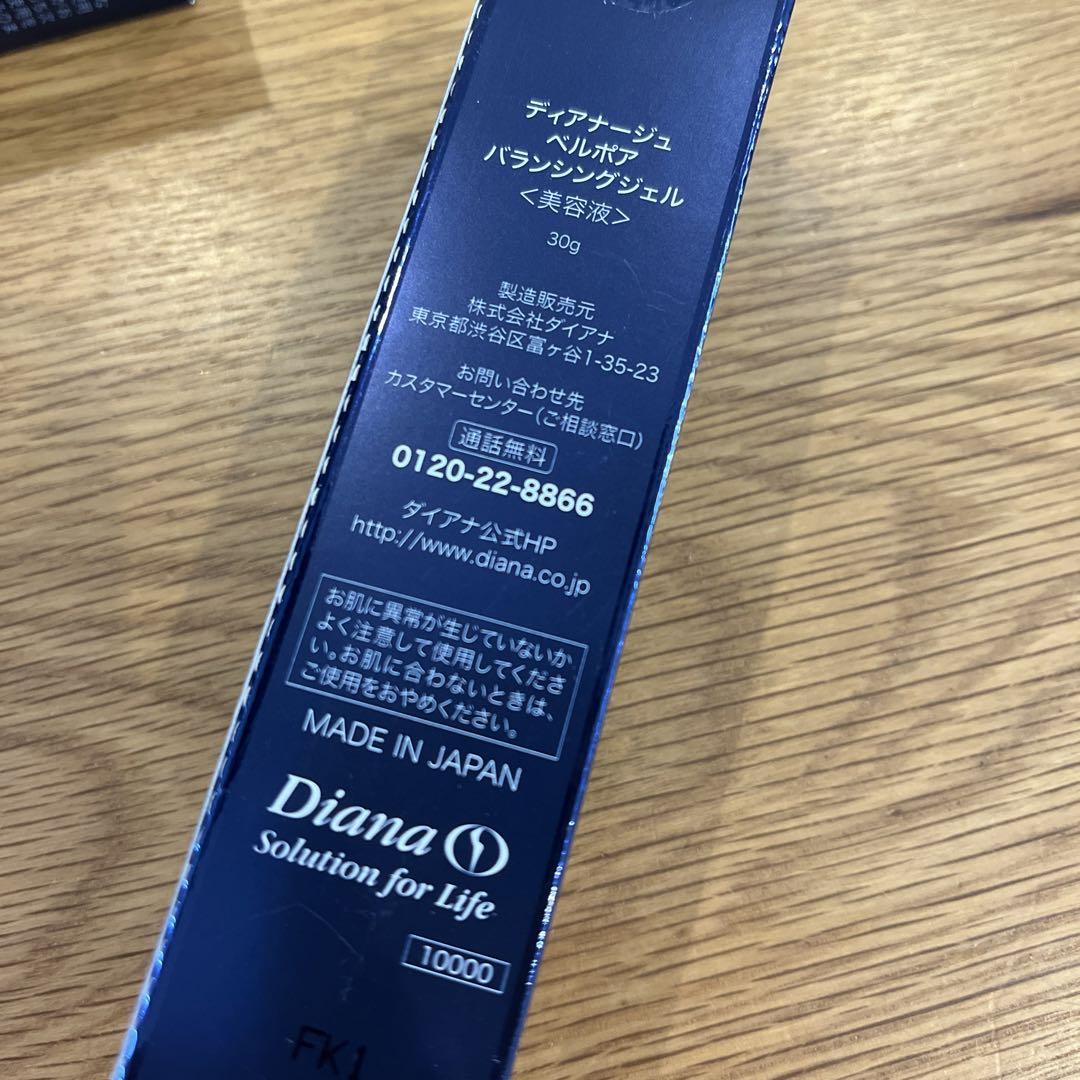 ディアナージュ
ベルポア
バランシングジェル
＜美容液＞
30g
製造販売元
株式会社ダイアナ
東京都渋谷区富ヶ谷1-35-23
お問い合わせ先
カスタマーセンター(ご相談窓口)
通話無料
0120-22-8866
ダイアナ公式HP
http://www.diana.co.jp
お肌に異常が生じていないか
よく注意して使用してくださ
い。お肌に合わないときは、
ご使用をおやめください。
MADE IN JAPAN
Diana
Solution for Life
10000
FK1